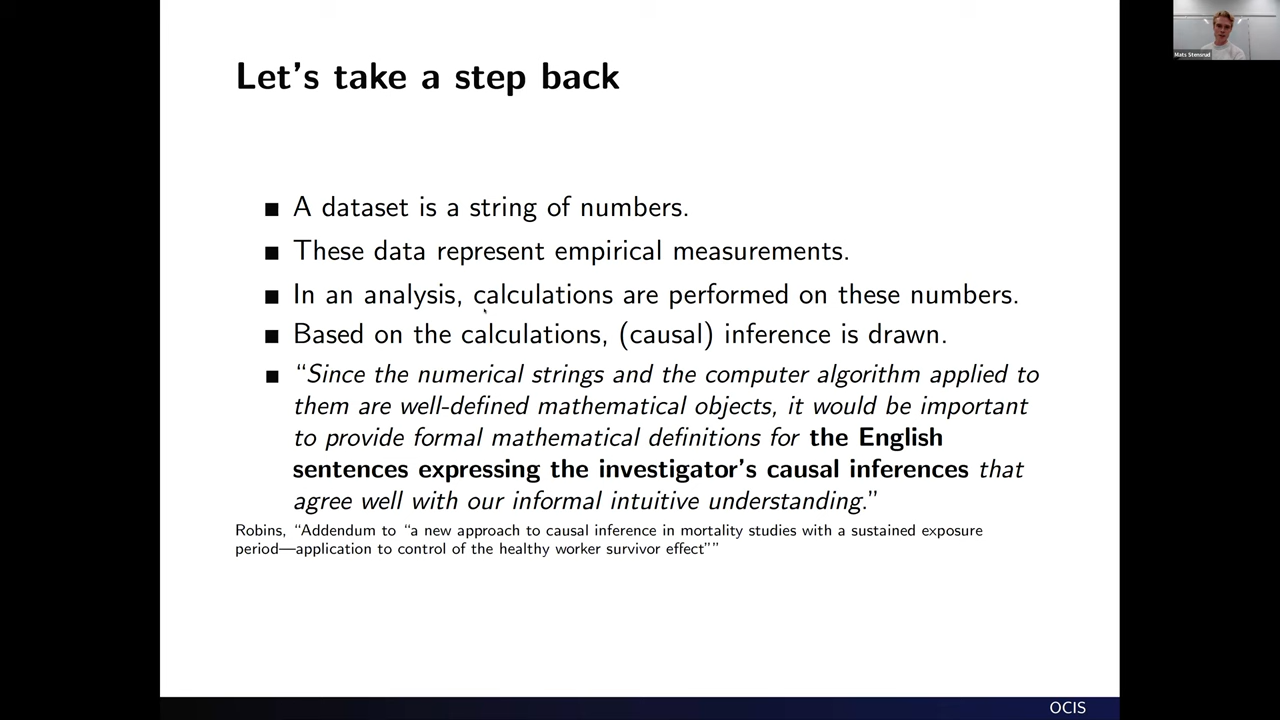 Mats Stensrud
Let's take a step back
■ A dataset is a string of numbers.
■ These data represent empirical measurements.
■ In an analysis, calculations are performed on these numbers.
■ Based on the calculations, (causal) inference is drawn.
■ “Since the numerical strings and the computer algorithm applied to
them are well-defined mathematical objects, it would be important
to provide formal mathematical definitions for the English
sentences expressing the investigator's causal inferences that
agree well with our informal intuitive understanding.”
Robins, “Addendum to “a new approach to causal inference in mortality studies with a sustained exposure
period—application to control of the healthy worker survivor effect””
OCIS